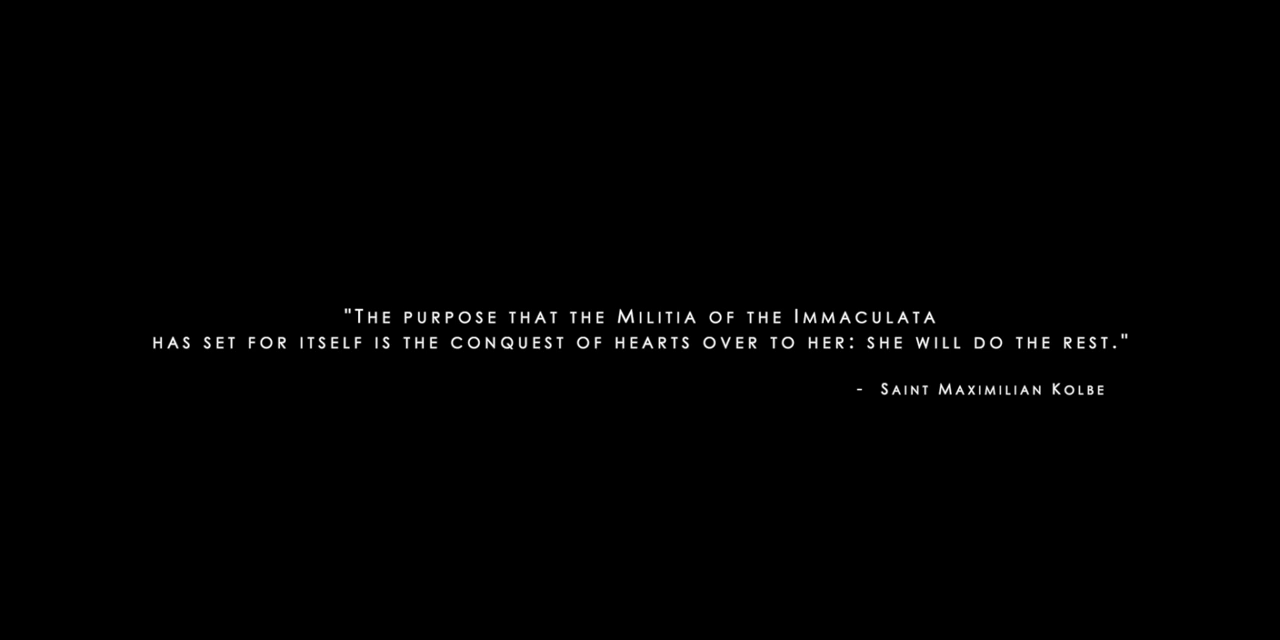 "The purpose that the Militia of the Immaculata
has set for itself is the conquest of hearts over to her: she will do the rest."
- Saint Maximilian Kolbe